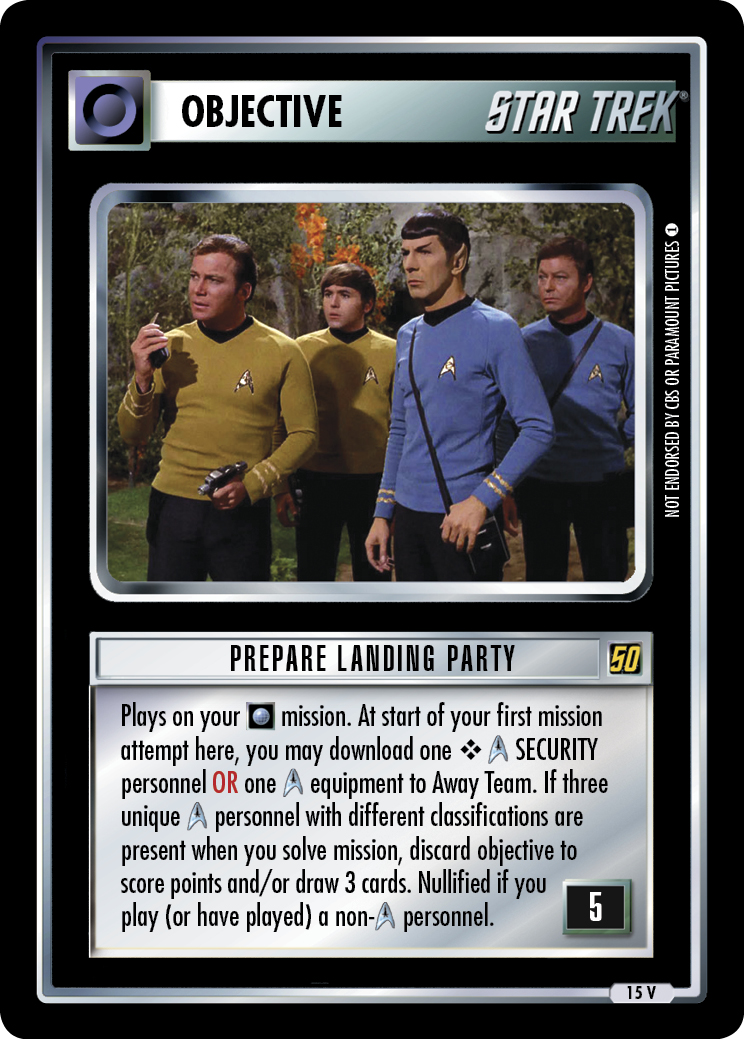 OBJECTIVE
STAR TREK®
NOT ENDORSED BY CBS OR PARAMOUNT PICTURES 1
PREPARE LANDING PARTY
50
Plays on your mission. At start of your first mission
attempt here, you may download one SECURITY
personnel OR one equipment to Away Team. If three
unique personnel with different classifications are
present when you solve mission, discard objective to
score points and/or draw 3 cards. Nullified if you
play (or have played) a non- personnel.
5
15 V